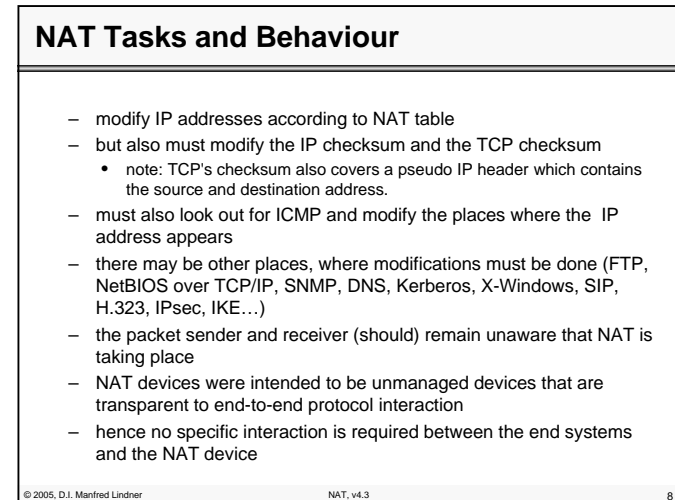 NAT Tasks and Behaviour
– modify IP addresses according to NAT table
– but also must modify the IP checksum and the TCP checksum
• note: TCP's checksum also covers a pseudo IP header which contains
the source and destination address.
– must also look out for ICMP and modify the places where the IP
address appears
– there may be other places, where modifications must be done (FTP,
NetBIOS over TCP/IP, SNMP, DNS, Kerberos, X-Windows, SIP,
H.323, IPsec, IKE…)
– the packet sender and receiver (should) remain unaware that NAT is
taking place
– NAT devices were intended to be unmanaged devices that are
transparent to end-to-end protocol interaction
– hence no specific interaction is required between the end systems
and the NAT device
© 2005, D.I. Manfred Lindner NAT, v4.3 8